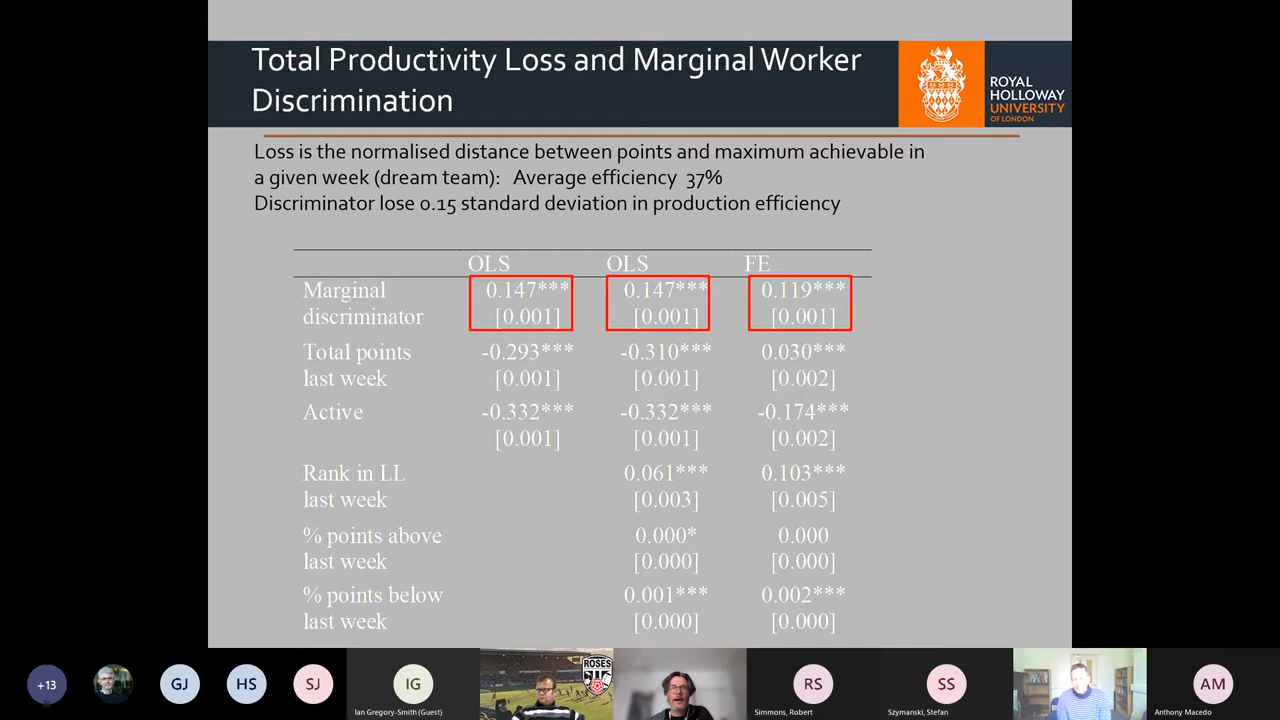 Total Productivity Loss and Marginal Worker
Discrimination
ROYAL
HOLLOWAY
UNIVERSITY
OF LONDON
Loss is the normalised distance between points and maximum achievable in
a given week (dream team): Average efficiency 37%
Discriminator lose 0.15 standard deviation in production efficiency
OLS OLS FE
Marginal 0.147*** 0.147*** 0.119***
discriminator [0.001] [0.001] [0.001]
Total points -0.293*** -0.310*** 0.030***
last week [0.001] [0.001] [0.002]
Active -0.332*** -0.332*** -0.174***
[0.001] [0.001] [0.002]
Rank in LL 0.061*** 0.103***
last week [0.003] [0.005]
% points above 0.000* 0.000
last week [0.000] [0.000]
% points below 0.001*** 0.002***
last week [0.000] [0.000]
ROSES
+13 GJ HS SJ IG RS SS AM
Ian Gregory-Smith (Guest) Simmons, Robert Szymanski, Stefan Anthony Macedo